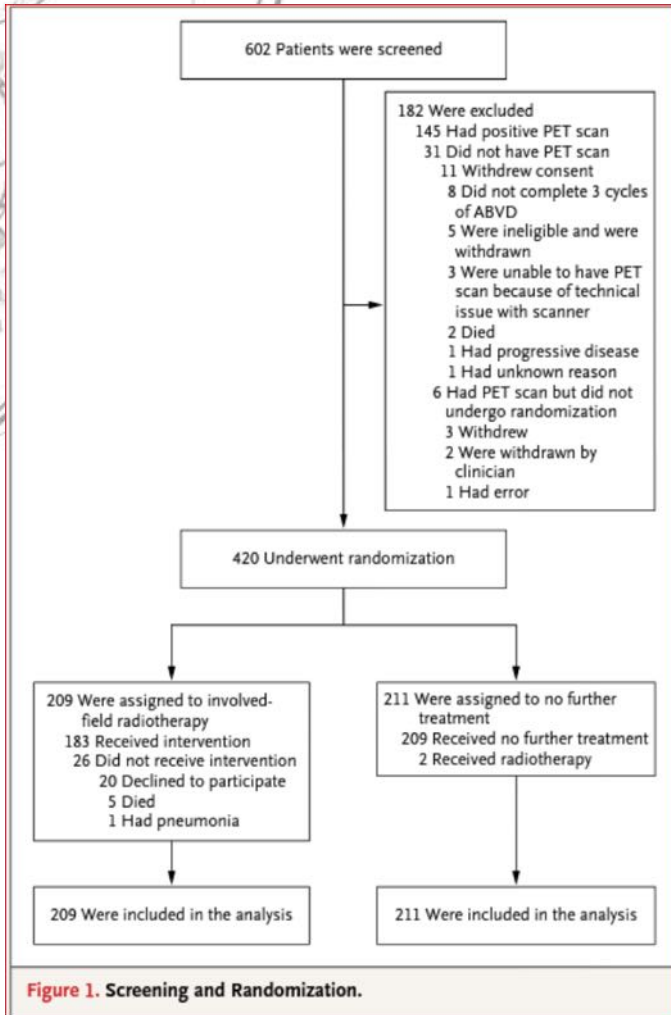 602 Patients were screened
182 Were excluded
145 Had positive PET scan
31 Did not have PET scan
11 Withdrew consent
8 Did not complete 3 cycles
of ABVD
5 Were ineligible and were
withdrawn
3 Were unable to have PET
scan because of technical
issue with scanner
2 Died
1 Had progressive disease
1 Had unknown reason
6 Had PET scan but did not
undergo randomization
3 Withdrew
2 Were withdrawn by
clinician
1 Had error
420 Underwent randomization
209 Were assigned to involved-
field radiotherapy
183 Received intervention
26 Did not receive intervention
20 Declined to participate
5 Died
1 Had pneumonia
211 Were assigned to no further
treatment
209 Received no further treatment
2 Received radiotherapy
209 Were included in the analysis
211 Were included in the analysis
Figure 1. Screening and Randomization.